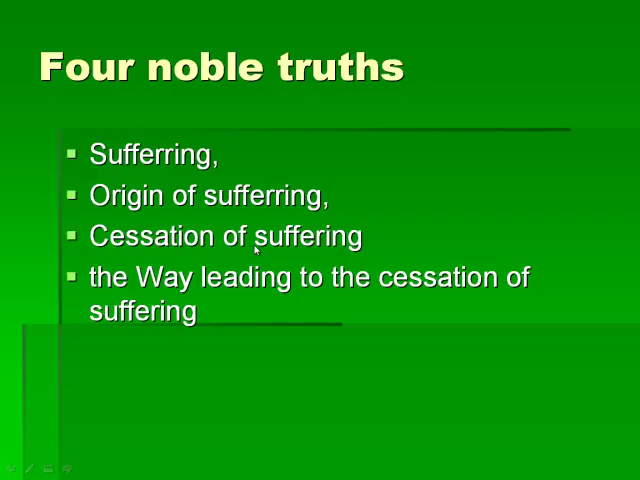 Four noble truths
Sufferring,
Origin of sufferring,
Cessation of suffering
the Way leading to the cessation of
suffering